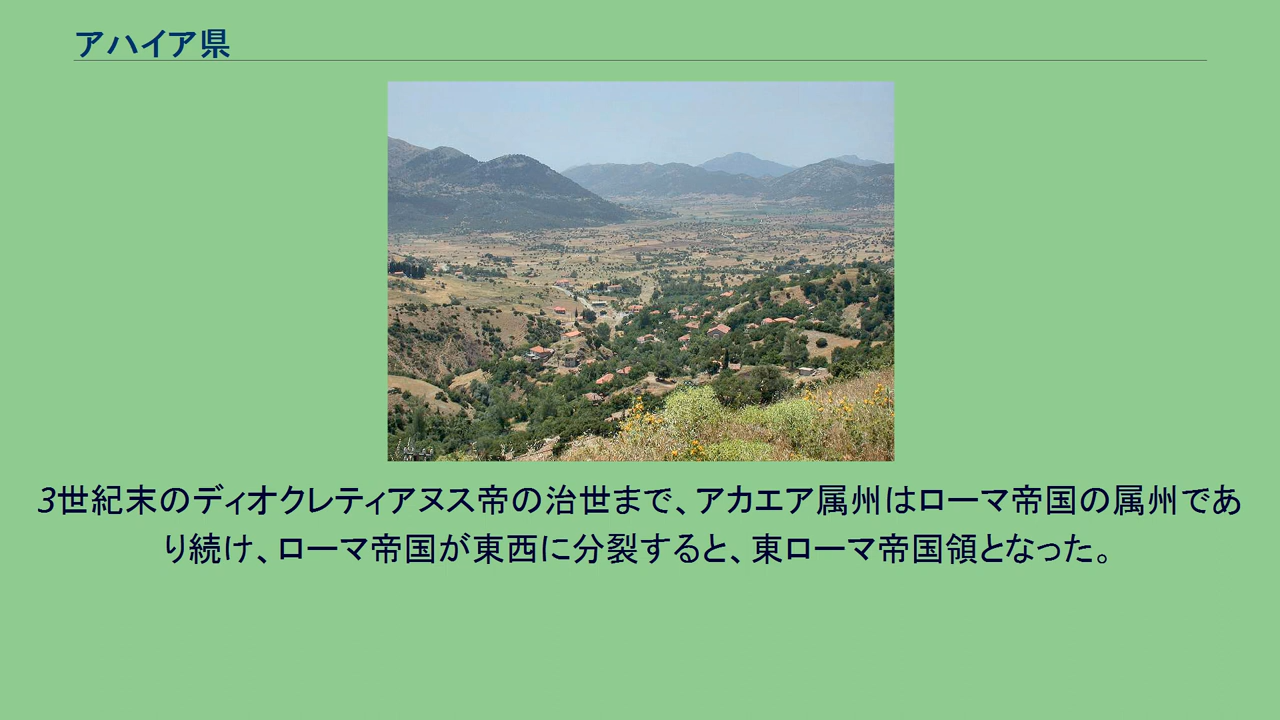 アハイア県
3世紀末のディオクレティアヌス帝の治世まで、アカエア属州はローマ帝国の属州であ
り続け、ローマ帝国が東西に分裂すると、東ローマ帝国領となった。